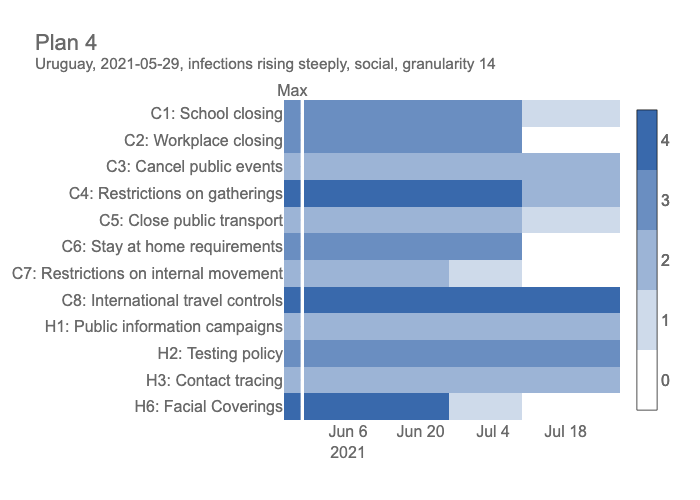 Plan 4
Uruguay, 2021-05-29, infections rising steeply, social, granularity 14
Max
C1: School closing
C2: Workplace closing
C3: Cancel public events
C4: Restrictions on gatherings
C5: Close public transport
C6: Stay at home requirements
C7: Restrictions on internal movement
C8: International travel controls
H1: Public information campaigns
H2: Testing policy
H3: Contact tracing
H6: Facial Coverings
Jun 6 Jun 20 Jul 4 Jul 18
2021
4
3
2
1
0